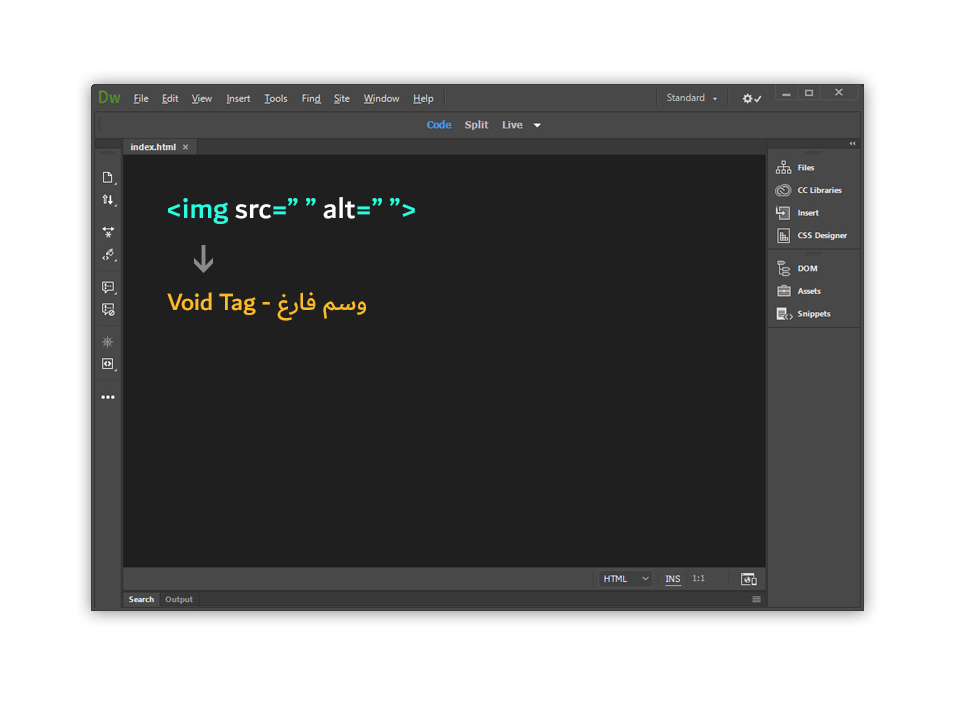 Dw File Edit View Insert Tools Find Site Window Help Standard
Code Split Live
index.html
<img src=” ” alt=” ”>
Void Tag - وسم فارغ
Files
CC Libraries
Insert
CSS Designer
DOM
Assets
Snippets
HTML INS 1:1
Search Output